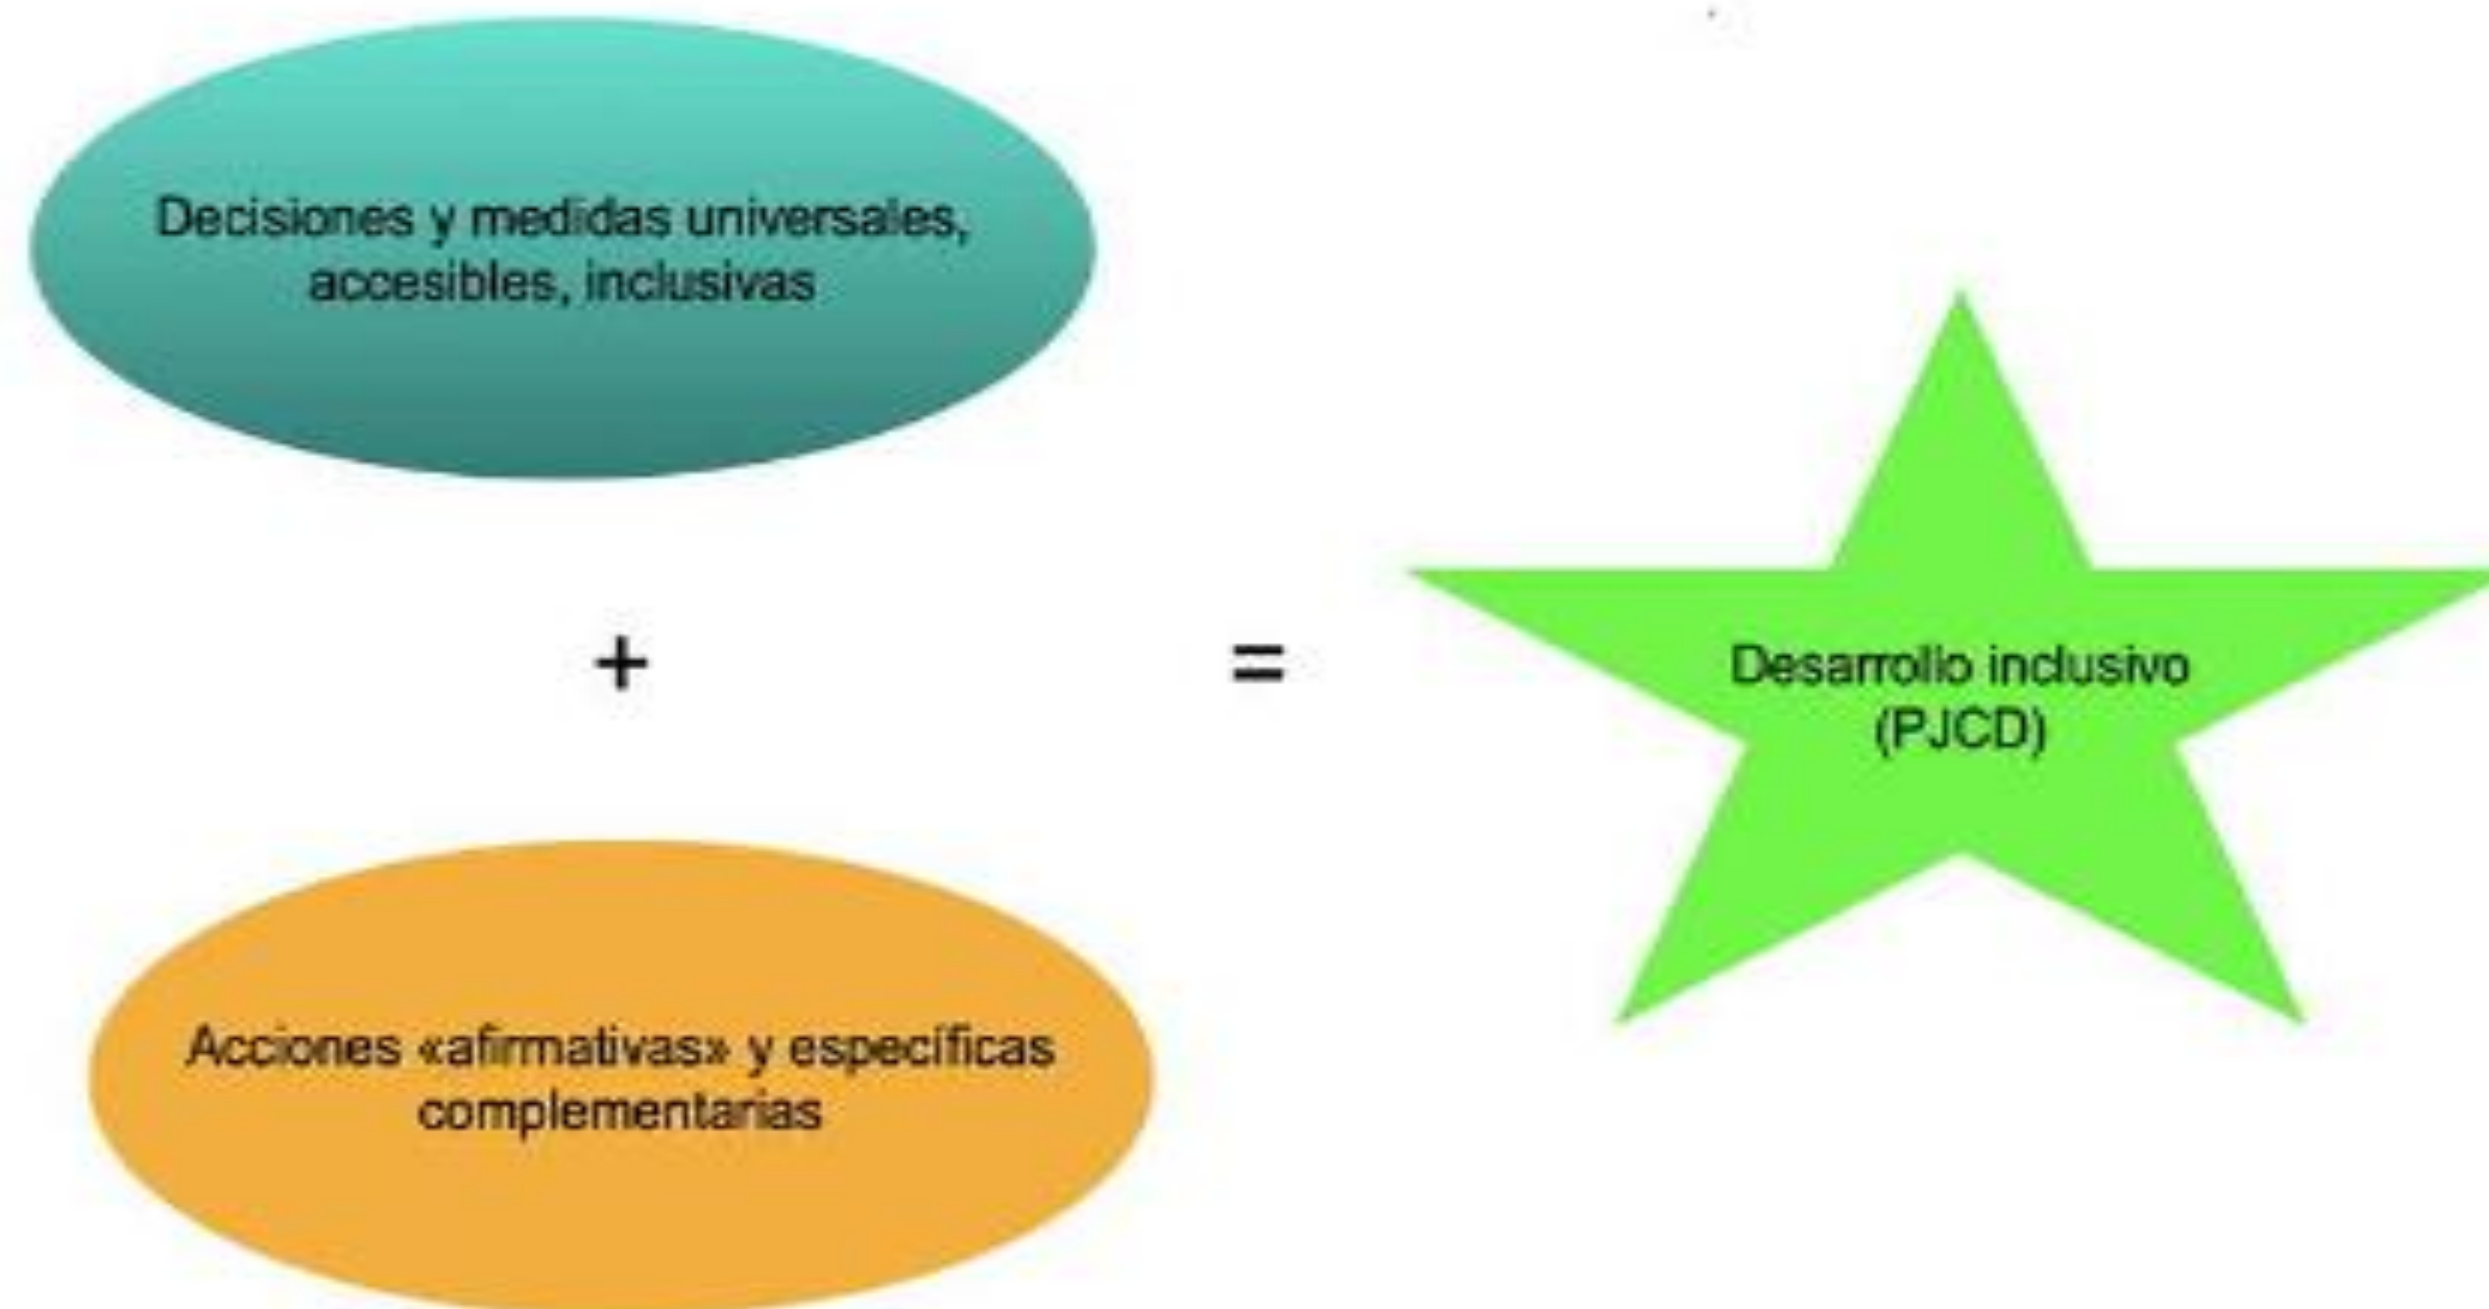 Decisiones y medidas universales,
accesibles, inclusivas
+
=
Desarrollo inclusivo
(PJCD)
Acciones «afirmativas» y específicas
complementarias